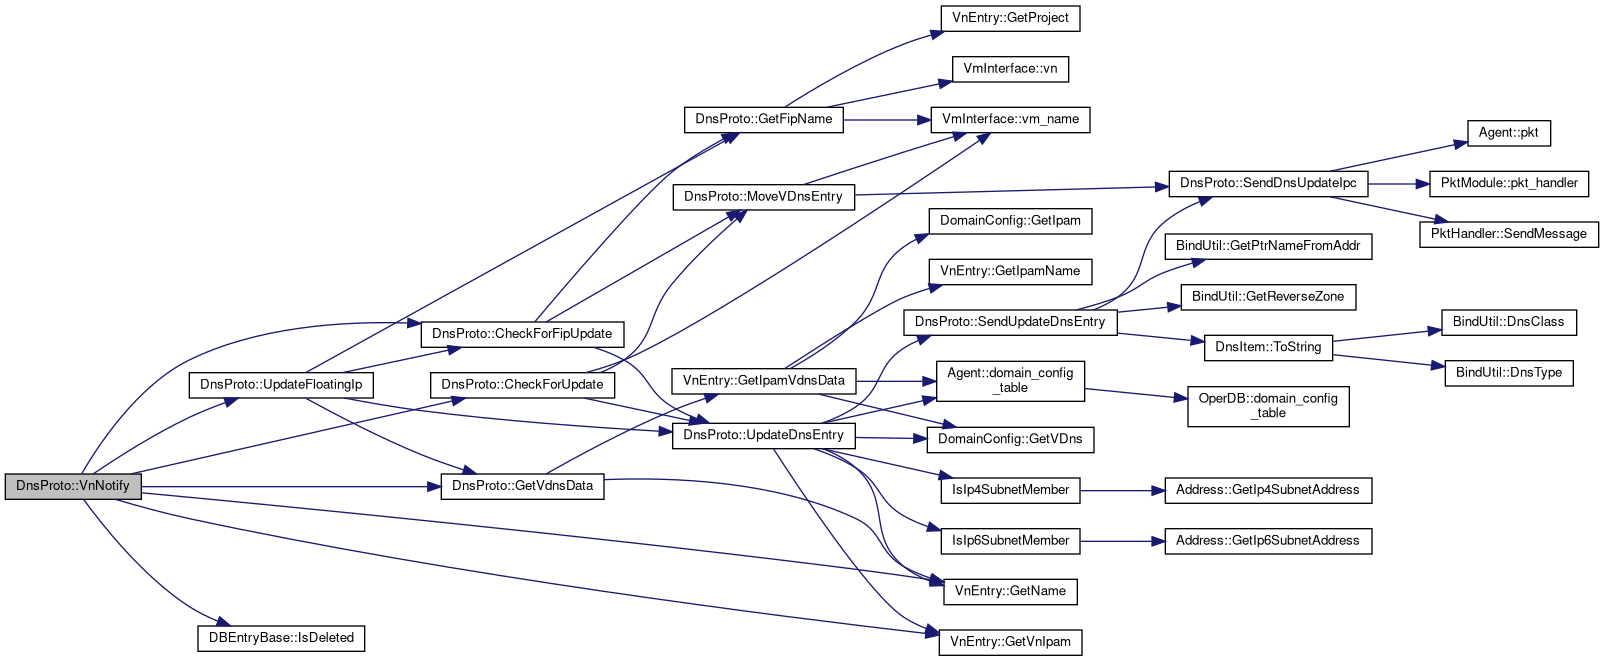 VnEntry::GetProject
VmInterface::vn
DnsProto::GetFipName
VmInterface::vm_name
Agent::pkt
DnsProto::MoveVDnsEntry
DnsProto::SendDnsUpdateIpc
PktModule::pkt_handler
DomainConfig::GetIpam
PktHandler::SendMessage
BindUtil::GetPtrNameFromAddr
VnEntry::GetIpamName
BindUtil::GetReverseZone
DnsProto::CheckForFipUpdate
DnsProto::SendUpdateDnsEntry
BindUtil::DnsClass
DnsItem::ToString
DnsProto::UpdateFloatingIp
DnsProto::CheckForUpdate
VnEntry::GetIpamVdnsData
Agent::domain_config
_table
BindUtil::DnsType
OperDB::domain_config
_table
DnsProto::UpdateDnsEntry
DomainConfig::GetVDns
DnsProto::VnNotify
DnsProto::GetVdnsData
IsIp4SubnetMember
Address::GetIp4SubnetAddress
IsIp6SubnetMember
Address::GetIp6SubnetAddress
VnEntry::GetName
DBEntryBase::IsDeleted
VnEntry::GetVnIpam